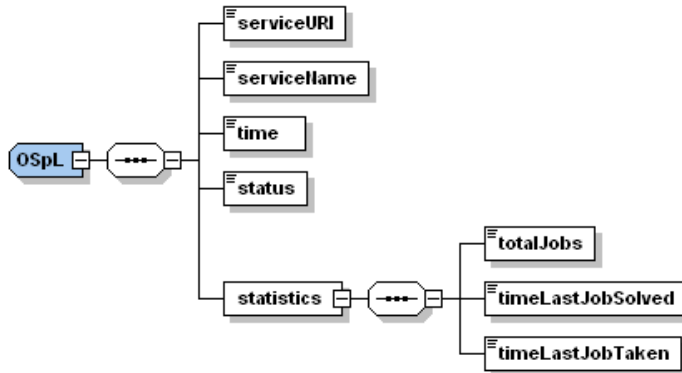 serviceURI
serviceName
time
OSpL
status
totalJobs
statistics
timeLastJobSolved
timeLastJobTaken